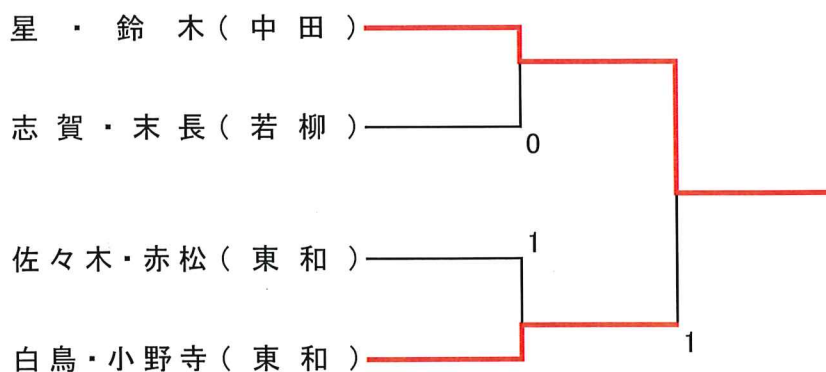 星・鈴木(中田)
志賀・末長(若柳)
0
1
佐々木・赤松(東和)
1
白鳥・小野寺(東和)